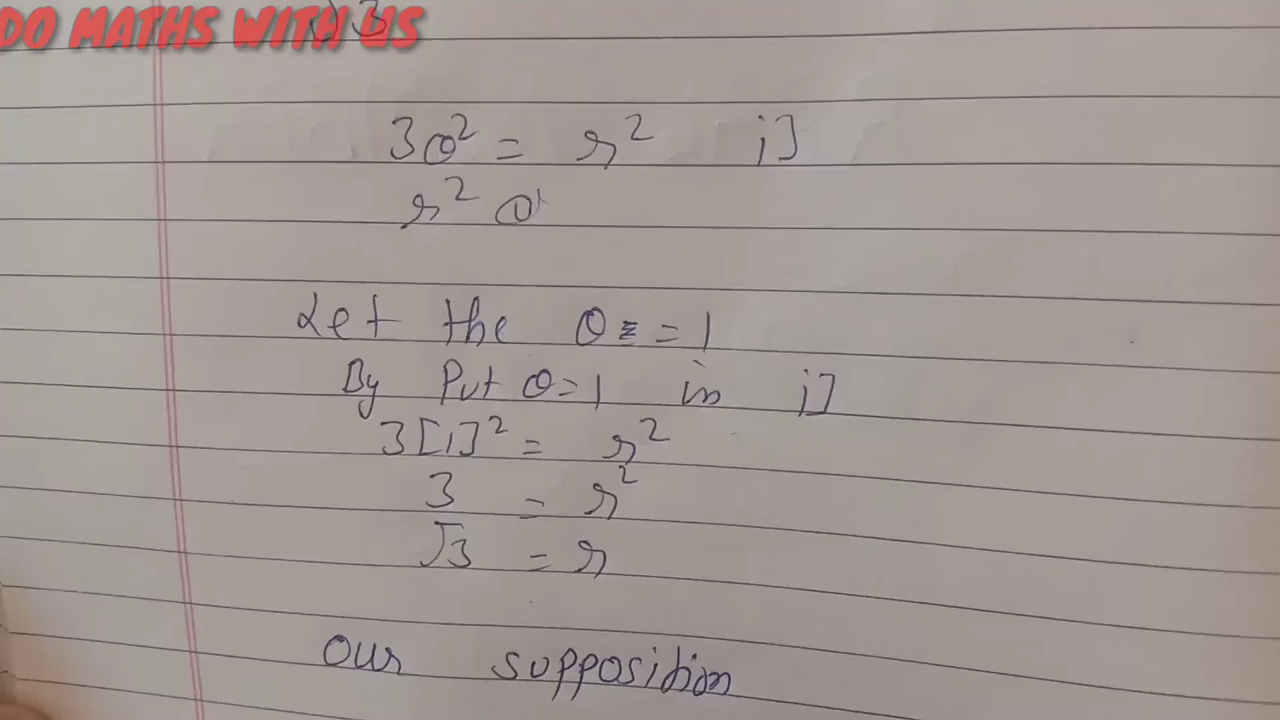 DO MATHS WITH US
3
3θ² = r² i]
r² θ
Let the θ = 1
By Put θ=1 in i]
3[1]² = r²
3 = r²
√3 = r
Our supposition